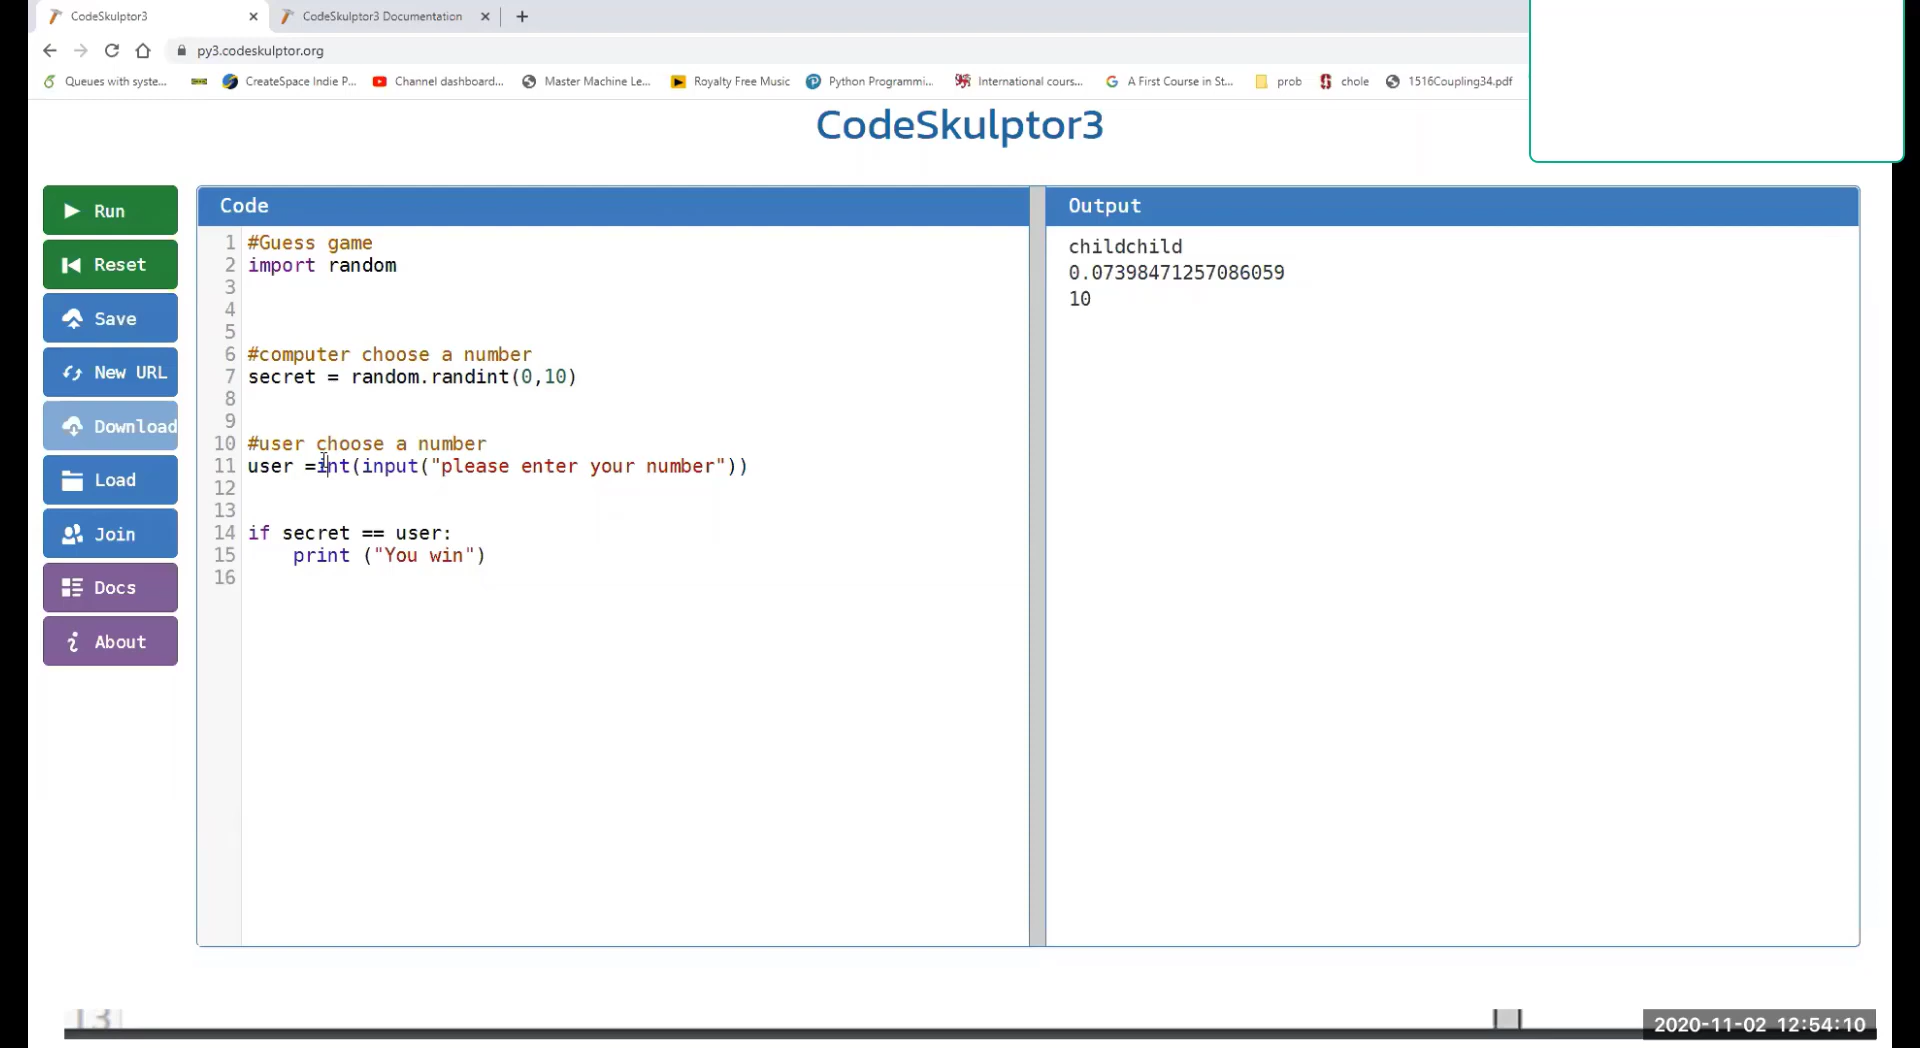 CodeSkulptor3
CodeSkulptor3 Documentation
py3.codeskulptor.org
Queues with syste...
CreateSpace Indie P...
Channel dashboard...
Master Machine Le...
Royalty Free Music
Python Programmi...
International cours...
A First Course in St...
prob
chole
1516Coupling34.pdf
CodeSkulptor3
Run
Reset
Save
New URL
Download
Load
Join
Docs
About
Code
1 #Guess game
2 import random
3
4
5
6 #computer choose a number
7 secret = random.randint(0,10)
8
9
10 #user choose a number
11 user =int(input("please enter your number"))
12
13
14 if secret == user:
15 print ("You win")
16
Output
childchild
0.07398471257086059
10
13
2020-11-02 12:54:10